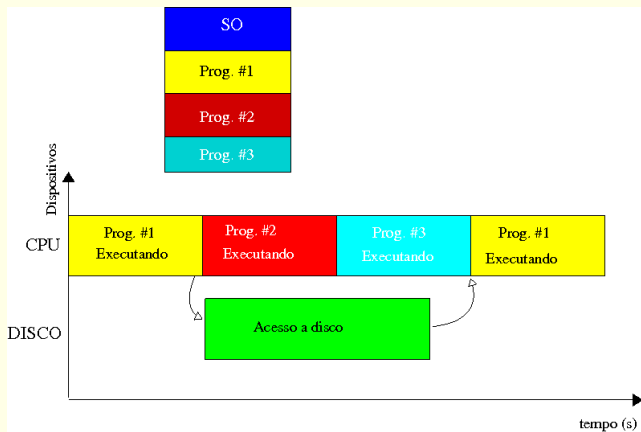 SO
Prog. #1
Prog. #2
Prog. #3
Dispositivos
CPU
Prog. #1
Executando
Prog. #2
Executando
Prog. #3
Executando
Prog. #1
Executando
DISCO
Acesso a disco
tempo (s)